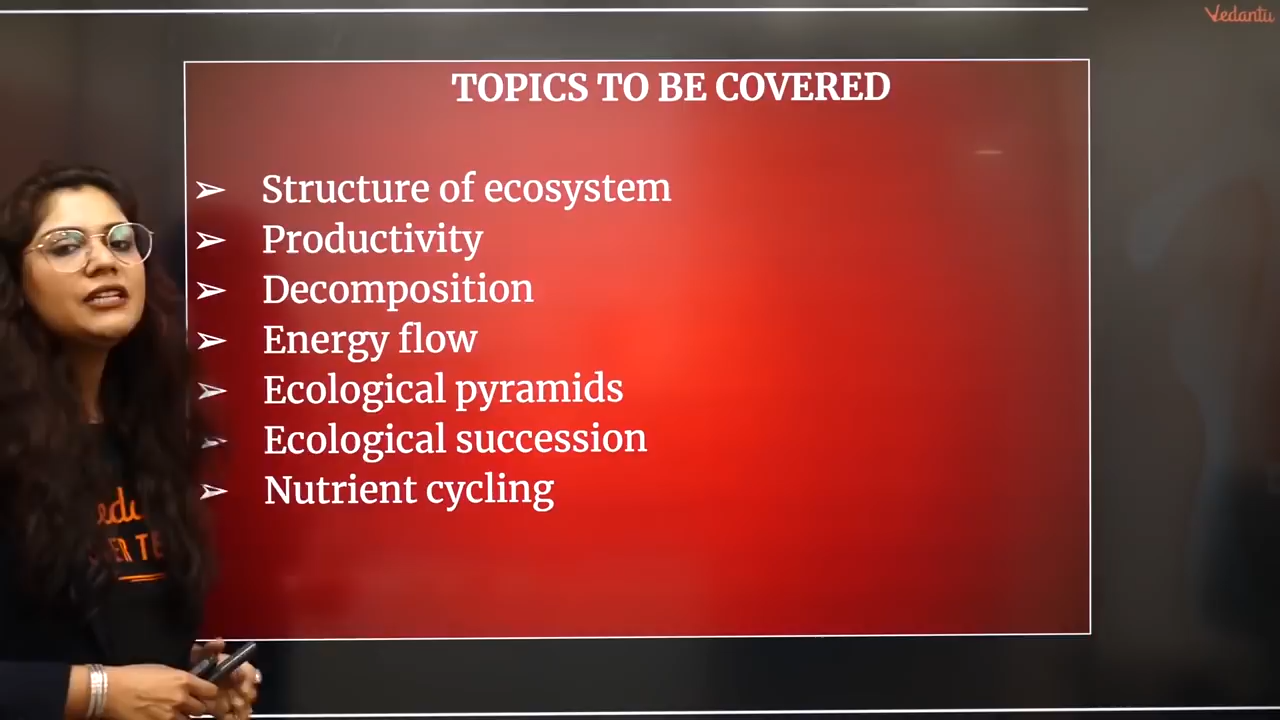 Vedantu
TOPICS TO BE COVERED
➢ Structure of ecosystem
➢ Productivity
➢ Decomposition
➢ Energy flow
➢ Ecological pyramids
➢ Ecological succession
➢ Nutrient cycling